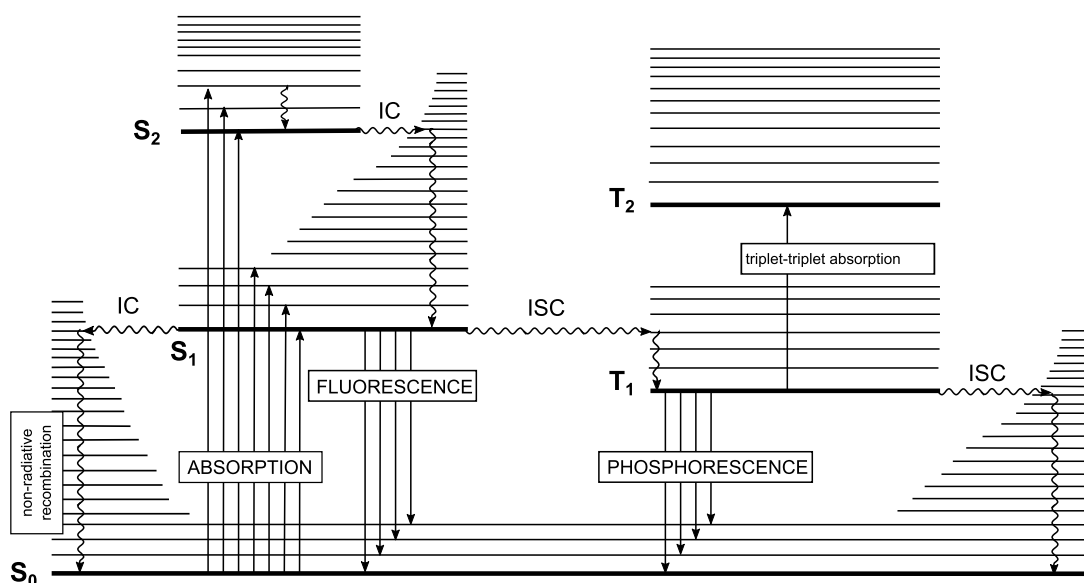 IC
S2
T2
triplet-triplet absorption
IC
ISC
S1
FLUORESCENCE
T1
ISC
non-radiative
recombination
ABSORPTION
PHOSPHORESCENCE
S0